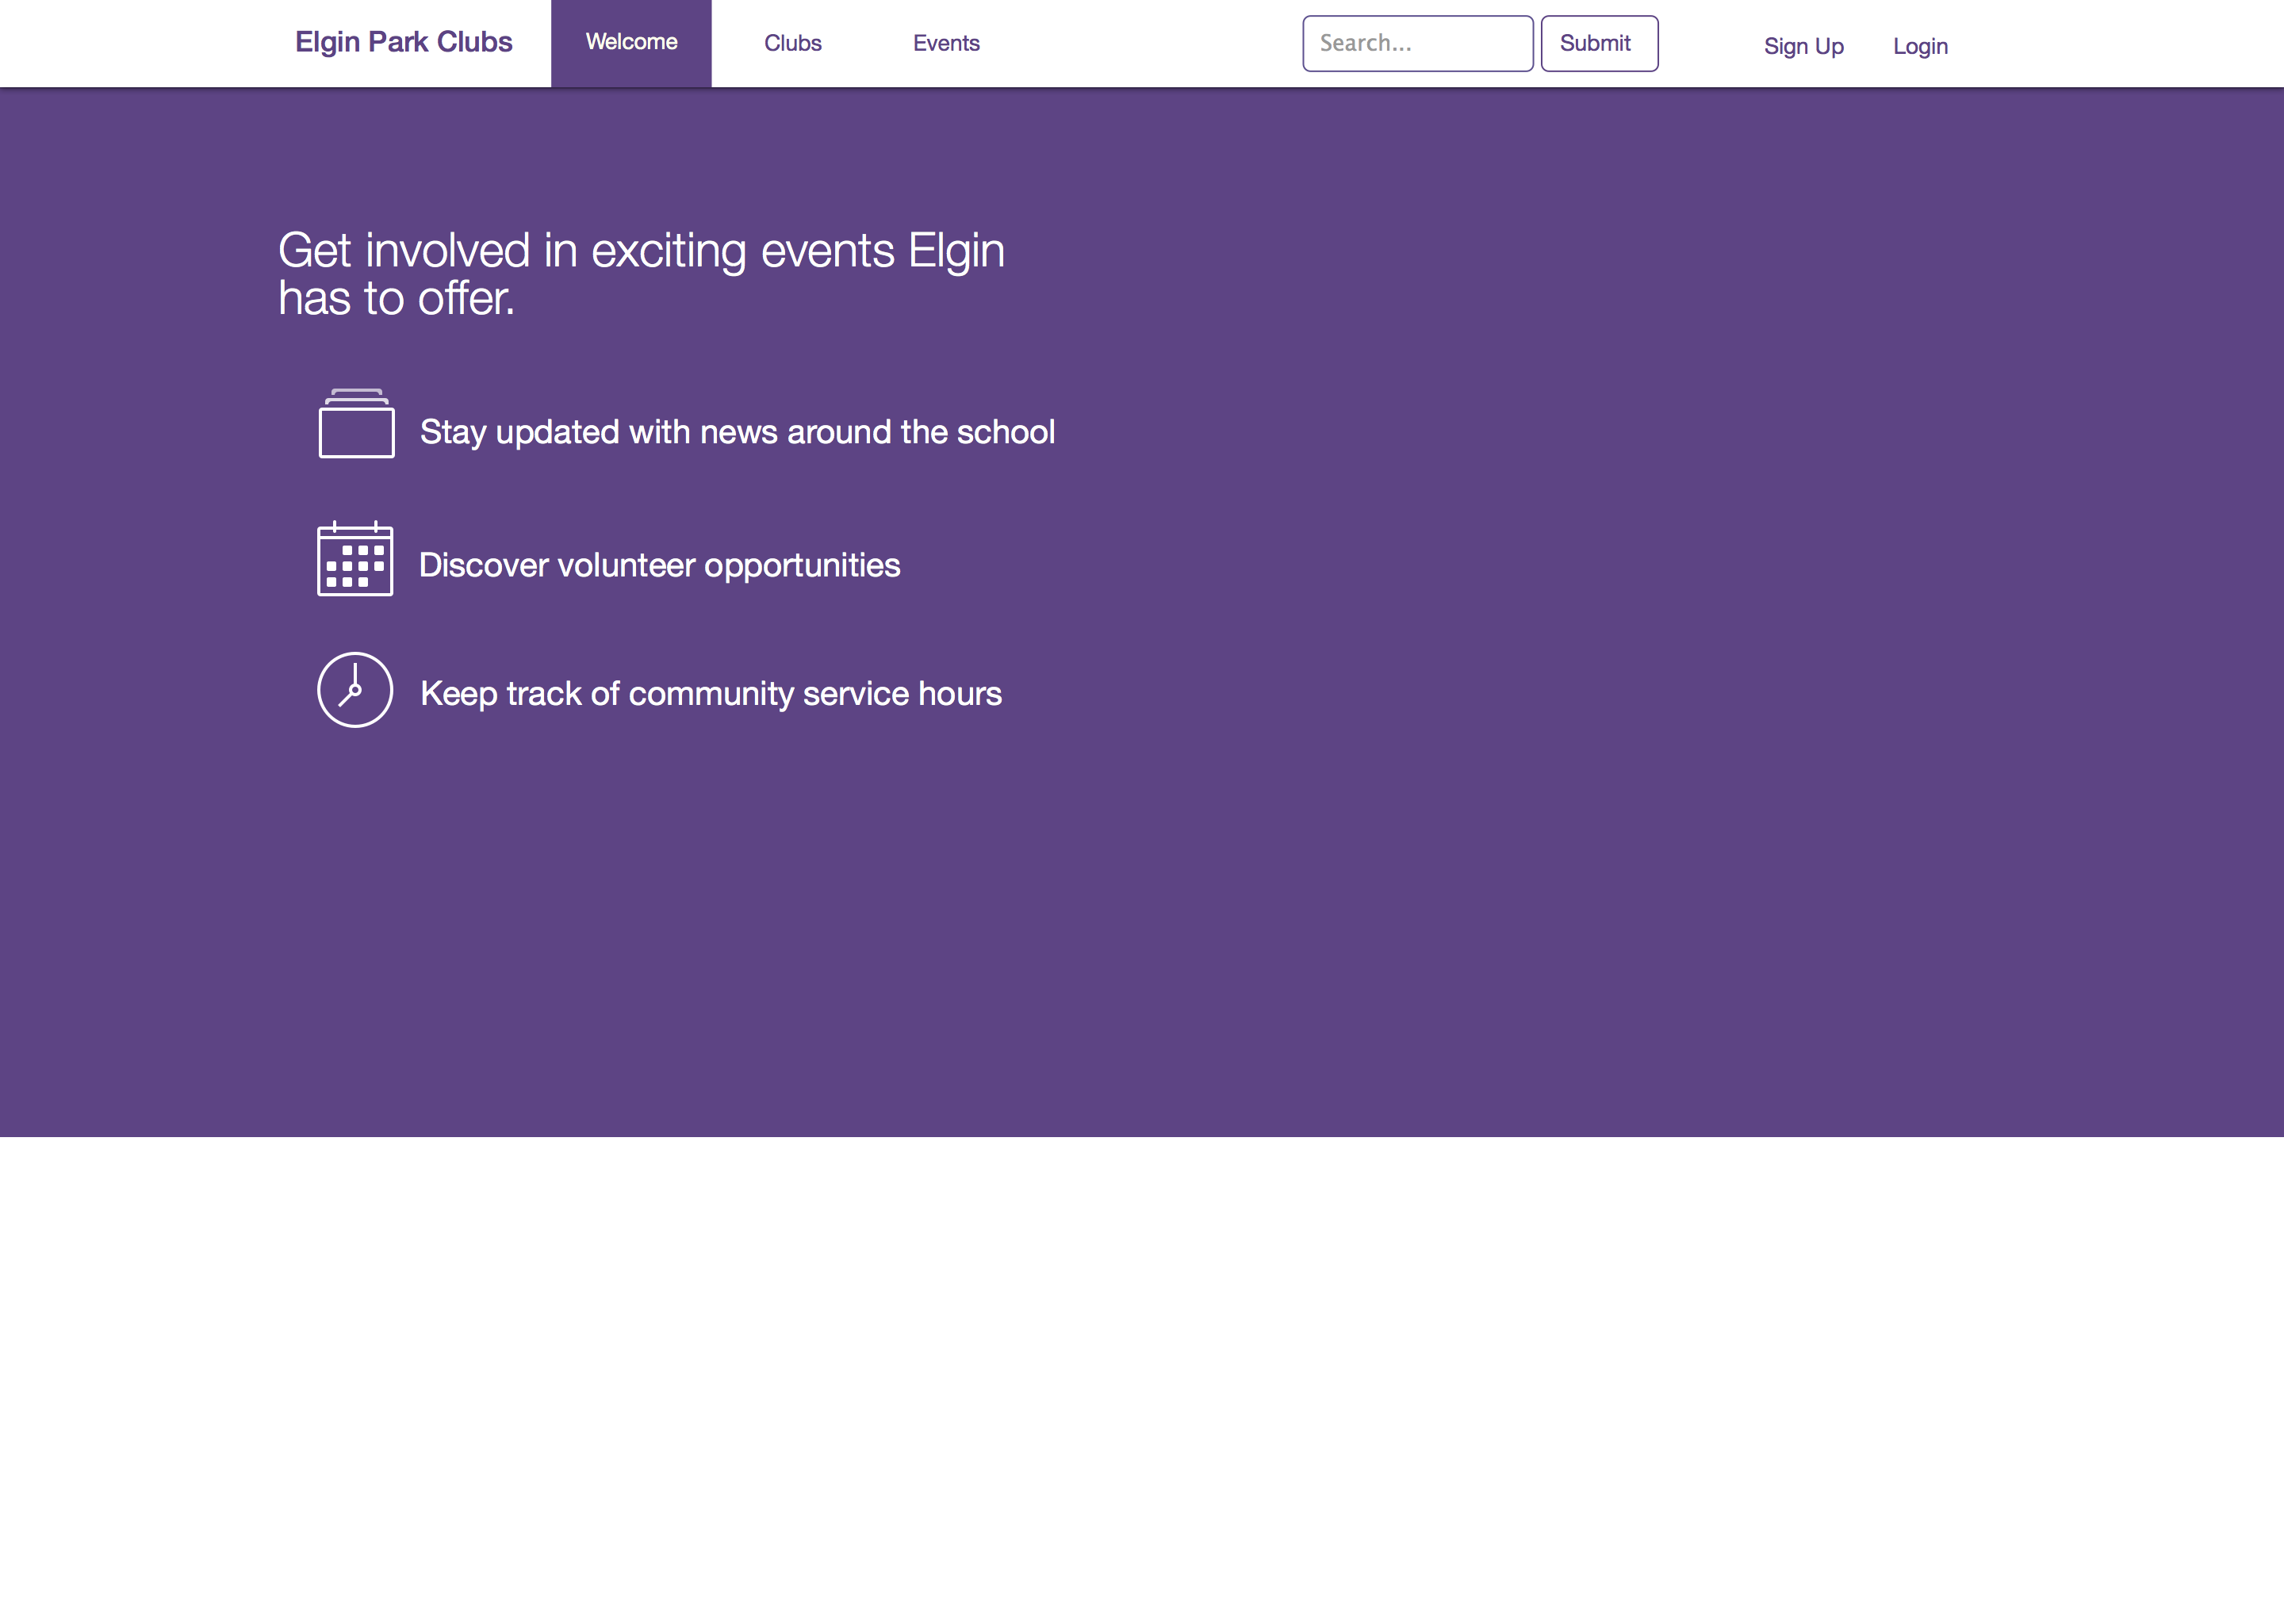 Elgin Park Clubs Welcome Clubs Events Search... Submit Sign Up Login
Get involved in exciting events Elgin
has to offer.
Stay updated with news around the school
Discover volunteer opportunities
Keep track of community service hours